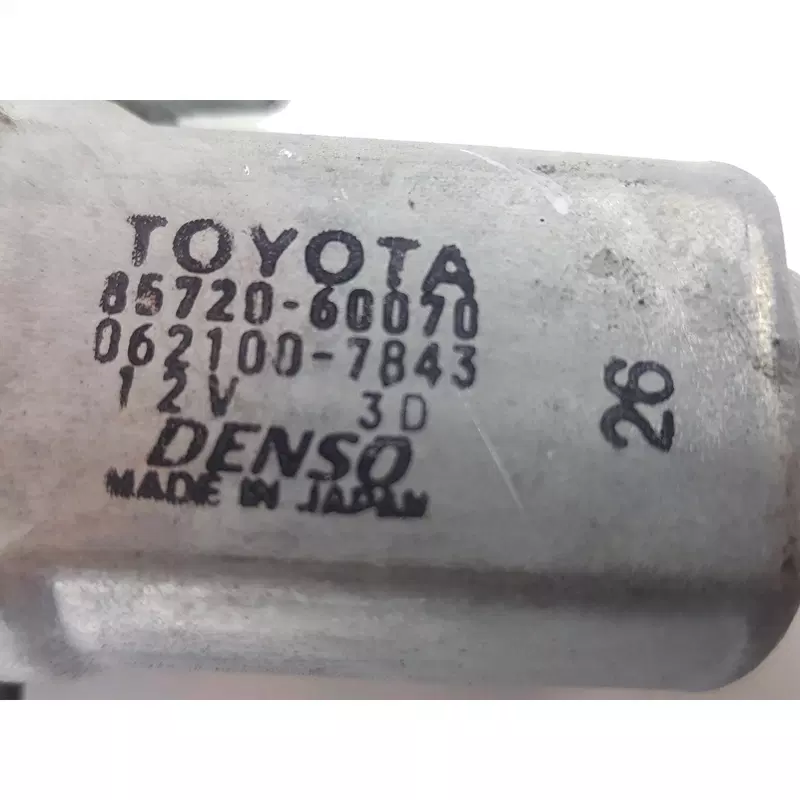 TOYOTA
85720-60070
062100-7843
12V 3D
DENSO
MADE IN JAPAN
26